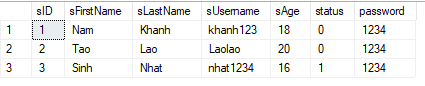 sID sFirstName sLastName sUsername sAge status password
1 1 Nam Khanh khanh123 18 0 1234
2 2 Tao Lao Laolao 20 0 1234
3 3 Sinh Nhat nhat1234 16 1 1234